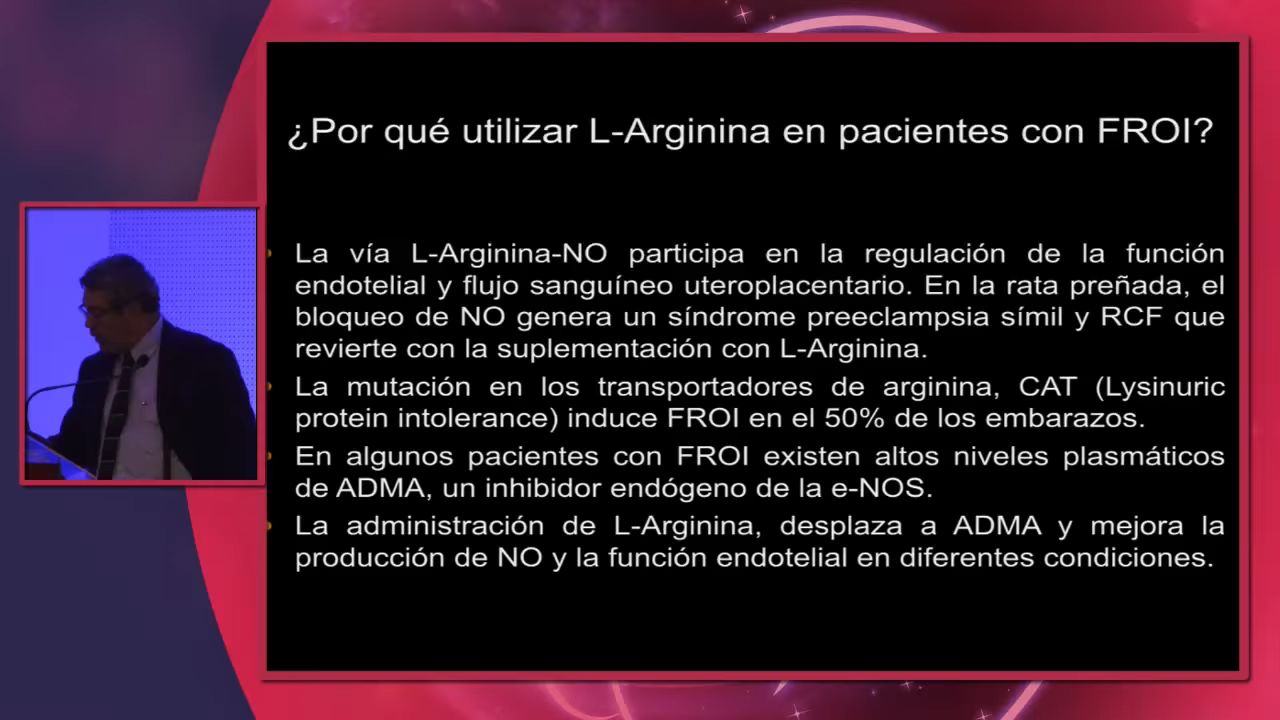 ¿Por qué utilizar L-Arginina en pacientes con FROI?
La vía L-Arginina-NO participa en la regulación de la función
endotelial y flujo sanguíneo uteroplacentario. En la rata preñada, el
bloqueo de NO genera un síndrome preeclampsia símil y RCF que
revierte con la suplementación con L-Arginina.
La mutación en los transportadores de arginina, CAT (Lysinuric
protein intolerance) induce FROI en el 50% de los embarazos.
En algunos pacientes con FROI existen altos niveles plasmáticos
de ADMA, un inhibidor endógeno de la e-NOS.
La administración de L-Arginina, desplaza a ADMA y mejora la
producción de NO y la función endotelial en diferentes condiciones.